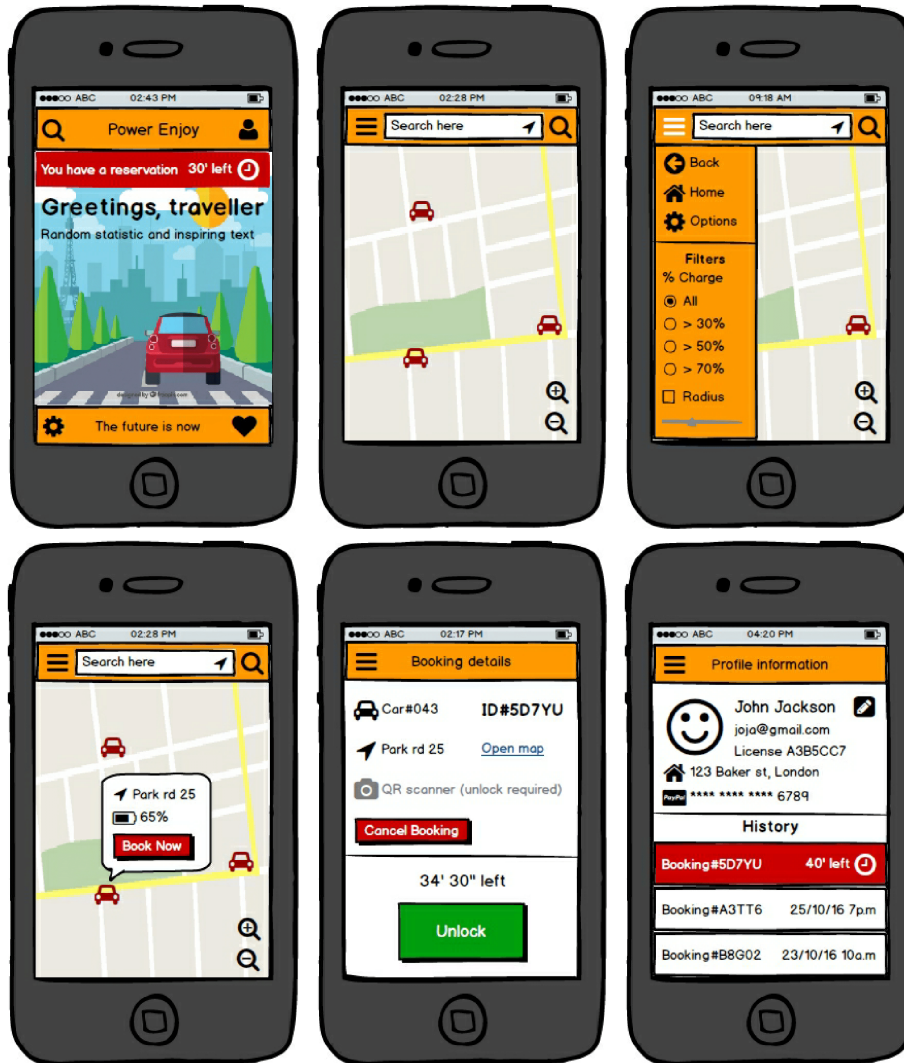 ABC 02:43 PM
Power Enjoy
You have a reservation 30' left
Greetings, traveller
Random statistic and inspiring text
designed by freepik.com
The future is now
ABC 02:28 PM
Search here
ABC 09:18 AM
Search here
Back
Home
Options
Filters
% Charge
All
> 30%
> 50%
> 70%
Radius
ABC 02:28 PM
Search here
Park rd 25
65%
Book Now
ABC 02:17 PM
Booking details
Car#043 ID#5D7YU
Park rd 25 Open map
QR scanner (unlock required)
Cancel Booking
34' 30" left
Unlock
ABC 04:20 PM
Profile information
John Jackson
joja@gmail.com
License A3B5CC7
123 Baker st, London
PayPal **** **** **** 6789
History
Booking#5D7YU 40' left
Booking#A3TT6 25/10/16 7p.m
Booking#B8G02 23/10/16 10a.m